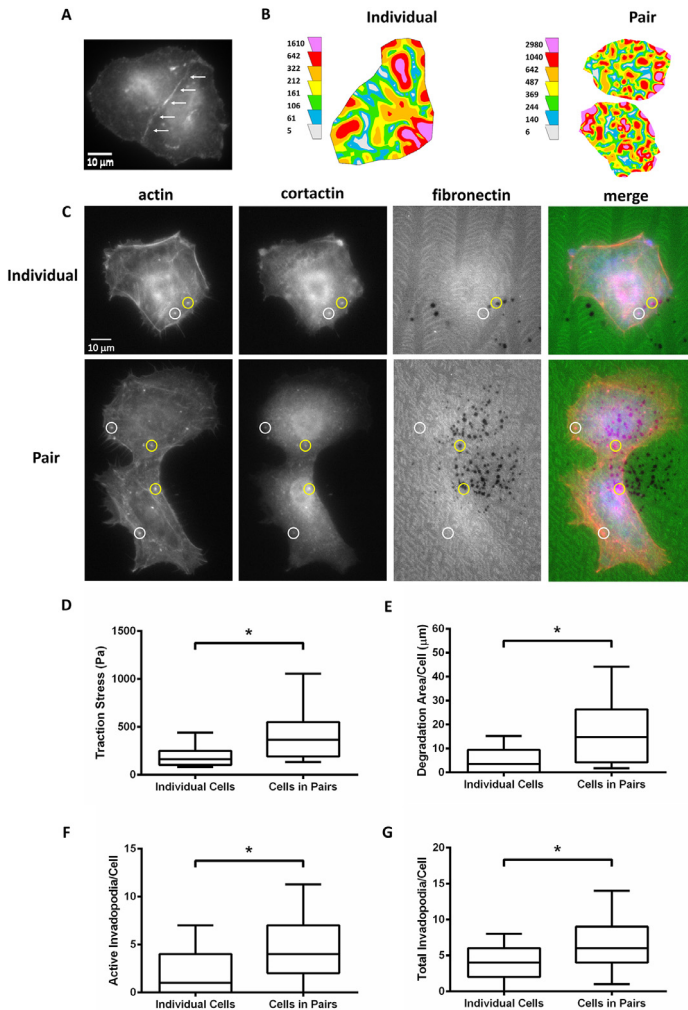 A
10 μm
B
Individual
1610
642
322
212
161
106
61
5
Pair
2980
1040
642
487
369
244
140
6
C
actin
cortactin
fibronectin
merge
Individual
10 μm
Pair
D
Traction Stress (Pa)
1500
1000
500
0
*
Individual Cells
Cells in Pairs
E
Degradation Area/Cell (μm)
60
50
40
30
20
10
0
*
Individual Cells
Cells in Pairs
F
Active Invadopodia/Cell
15
10
5
0
*
Individual Cells
Cells in Pairs
G
Total Invadopodia/Cell
20
15
10
5
0
*
Individual Cells
Cells in Pairs